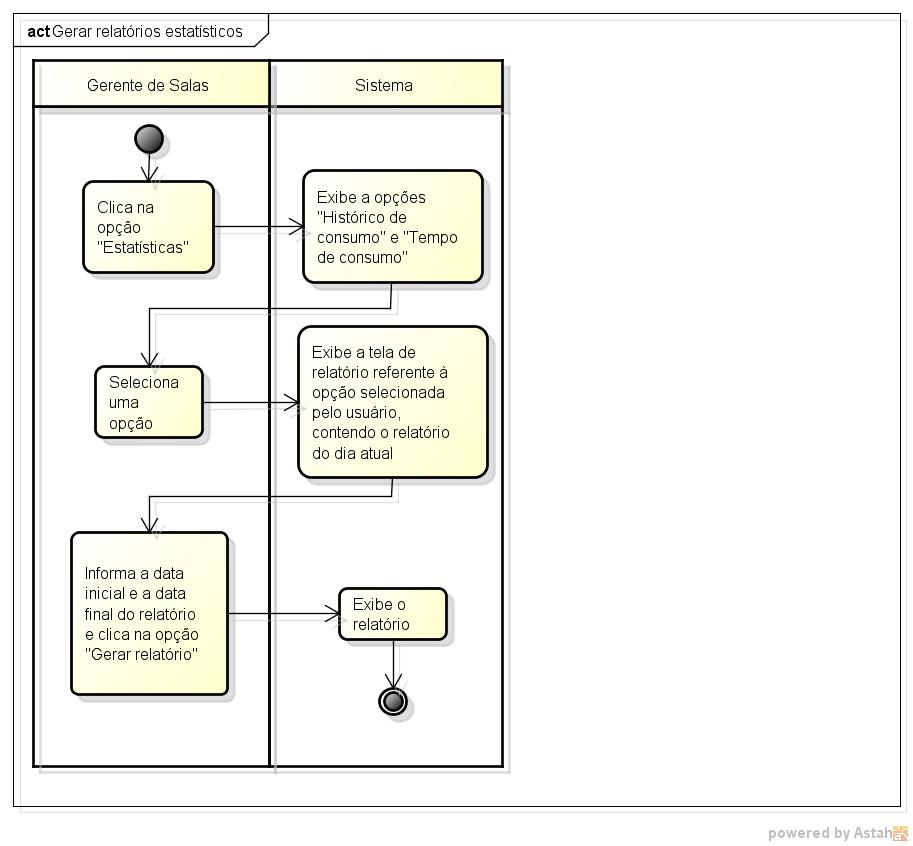 act Gerar relatórios estatísticos
Gerente de Salas
Sistema
Clica na
opção
"Estatísticas"
Exibe a opções
"Histórico de
consumo" e "Tempo
de consumo"
Seleciona
uma
opção
Exibe a tela de
relatório referente à
opção selecionada
pelo usuário,
contendo o relatório
do dia atual
Informa a data
inicial e a data
final do relatório
e clica na opção
"Gerar relatório"
Exibe o
relatório
powered by Astah